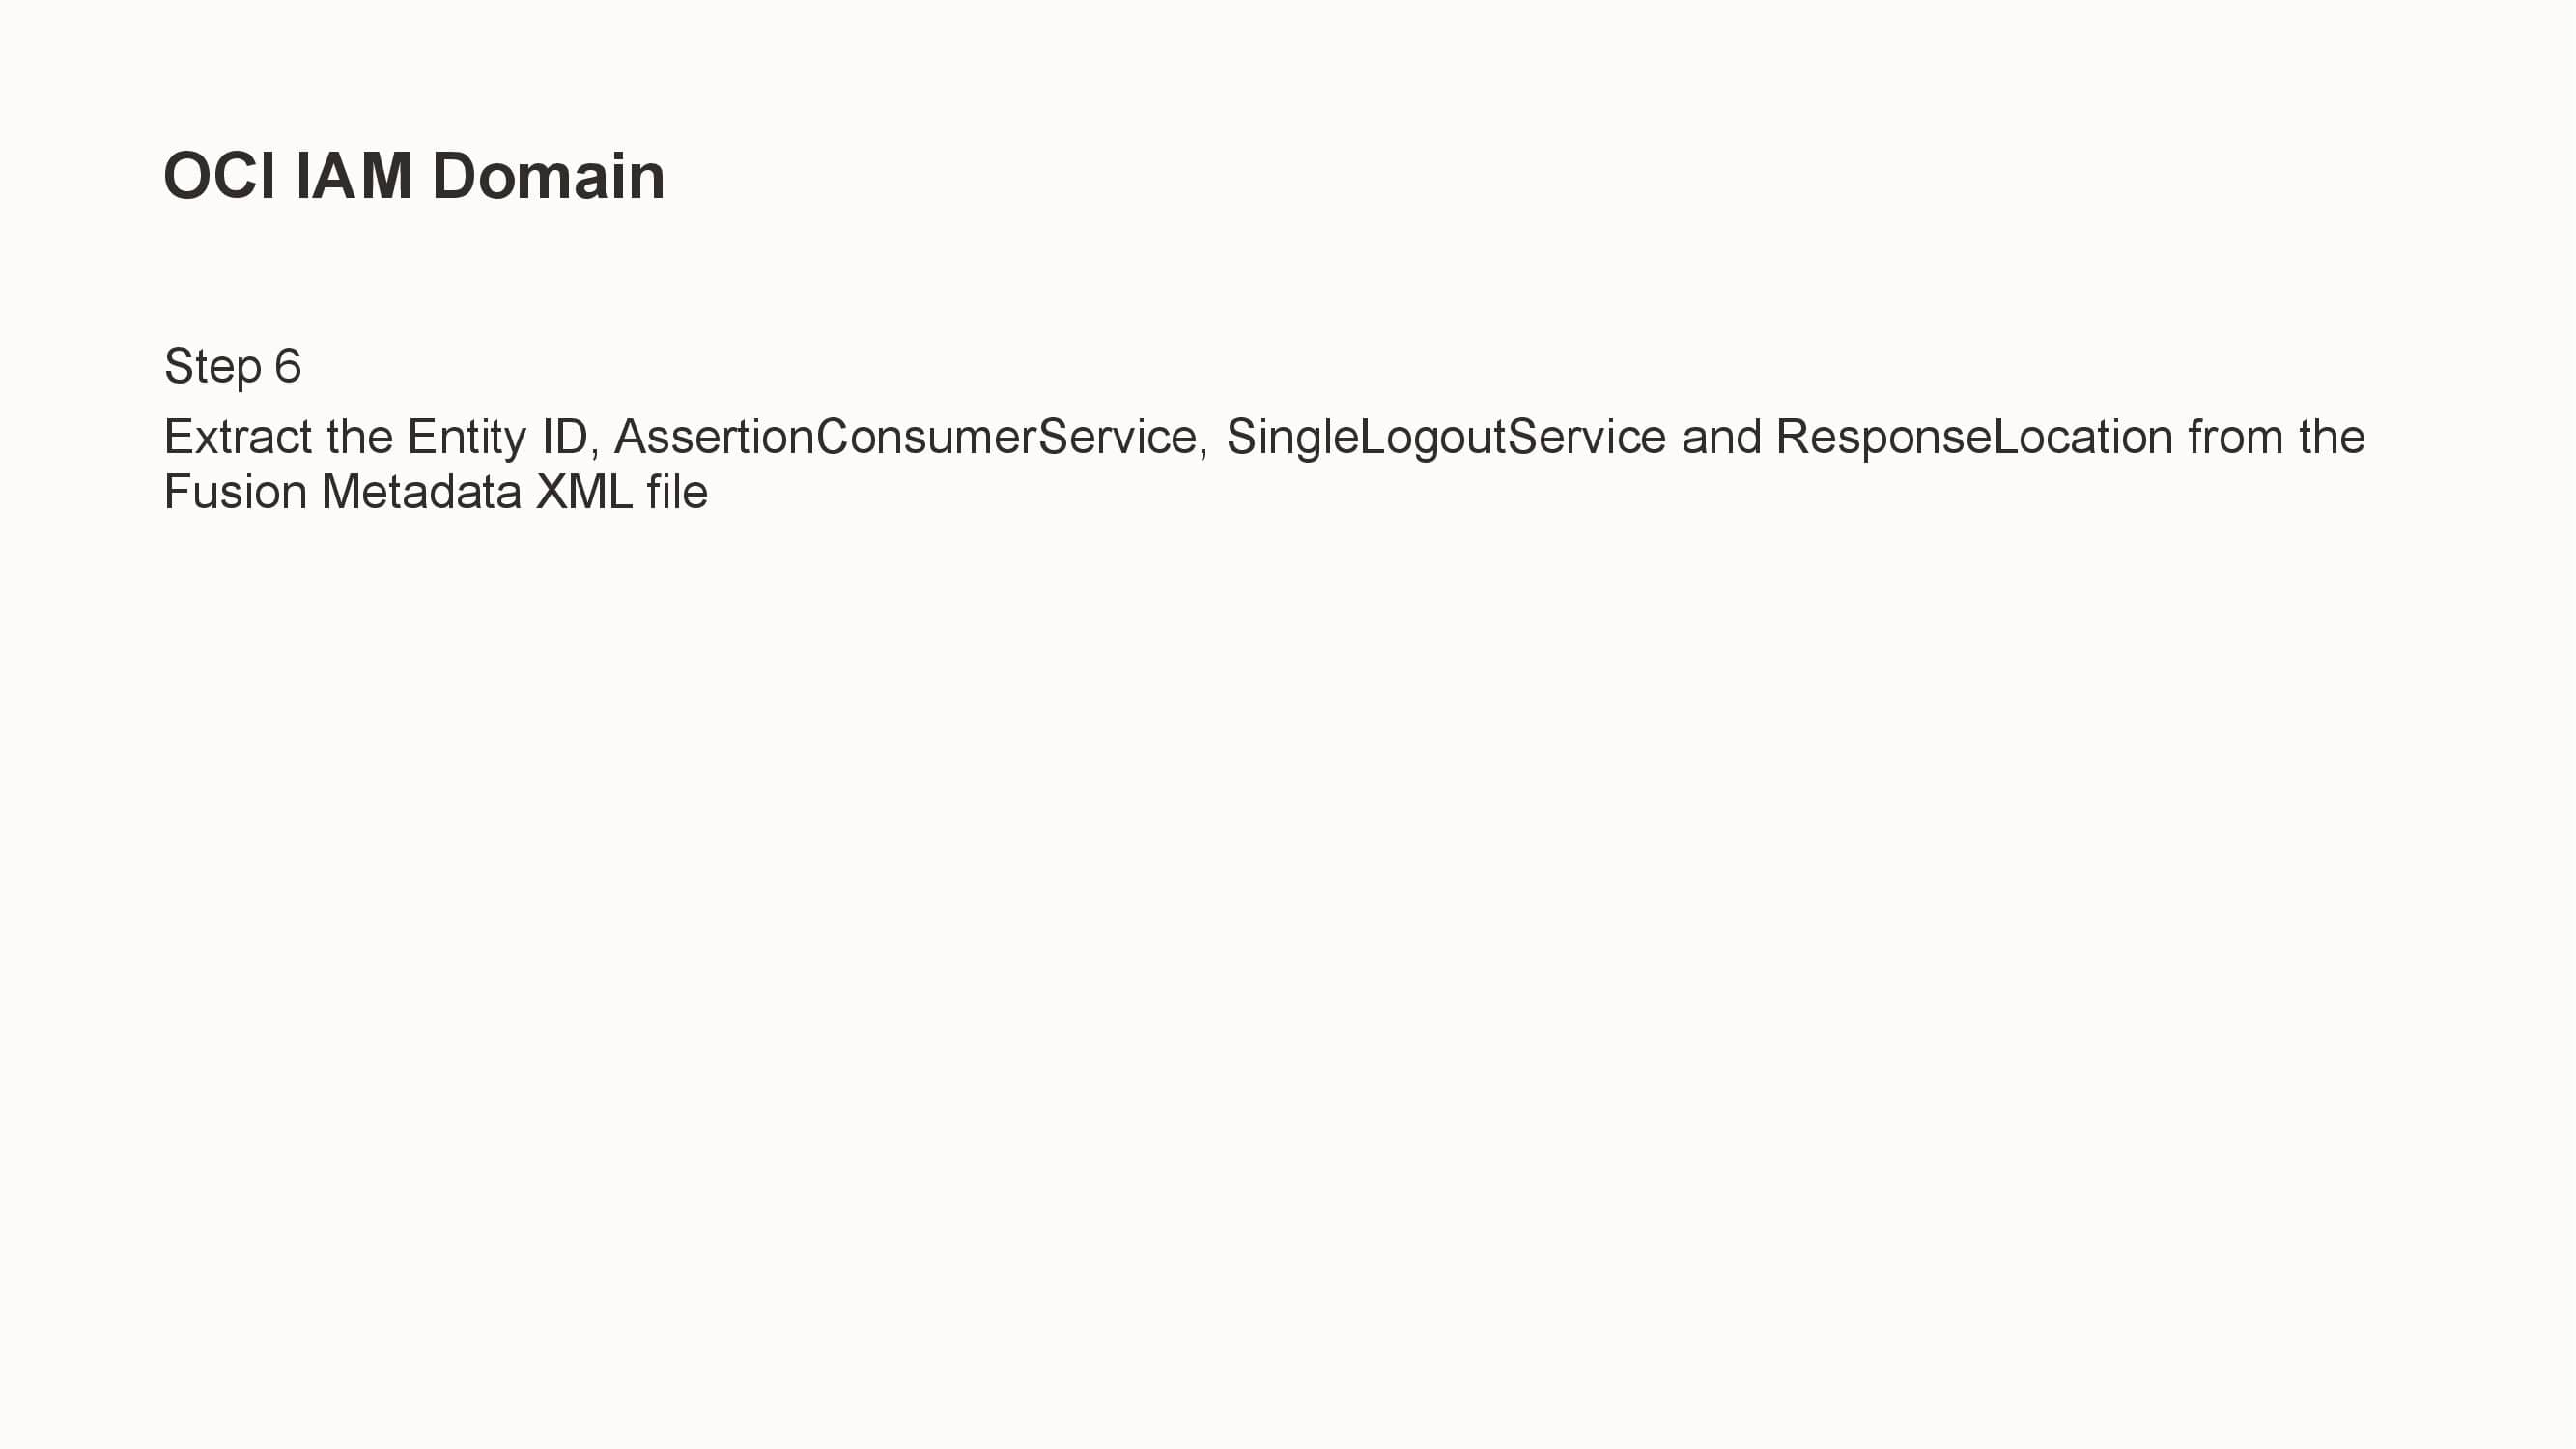 OCI IAM Domain
Step 6
Extract the Entity ID, AssertionConsumerService, SingleLogoutService and ResponseLocation from the
Fusion Metadata XML file